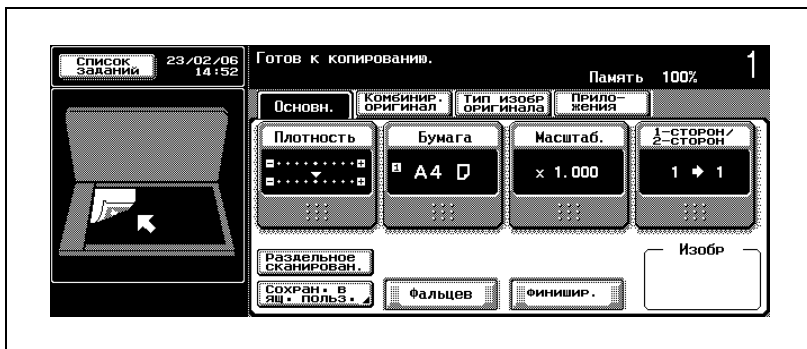 Список
заданий
23/02/06
14:52
Готов к копированию.
Память 100%
1
Основн.
Комбинир.
оригинал
Тип изобр
оригинала
Прило-
жения
Плотность
Бумага
Масштаб.
1-сторон/
2-сторон
1 A4
× 1.000
1 → 1
Раздельное
сканирован.
Сохран. в
ящ. польз.
Фальцев
Финишир.
Изобр